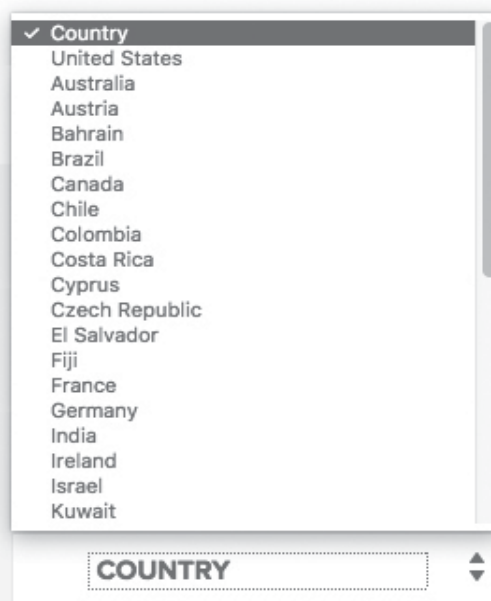 ✓ Country
United States
Australia
Austria
Bahrain
Brazil
Canada
Chile
Colombia
Costa Rica
Cyprus
Czech Republic
El Salvador
Fiji
France
Germany
India
Ireland
Israel
Kuwait
COUNTRY